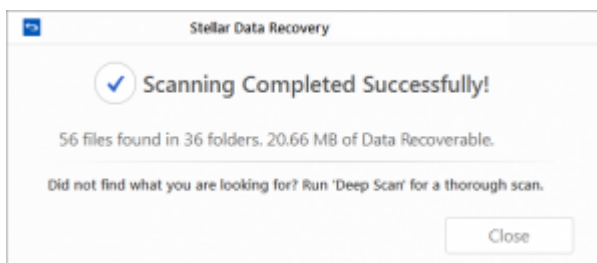 Stellar Data Recovery
Scanning Completed Successfully!
56 files found in 36 folders. 20.66 MB of Data Recoverable.
Did not find what you are looking for? Run 'Deep Scan' for a thorough scan.
Close